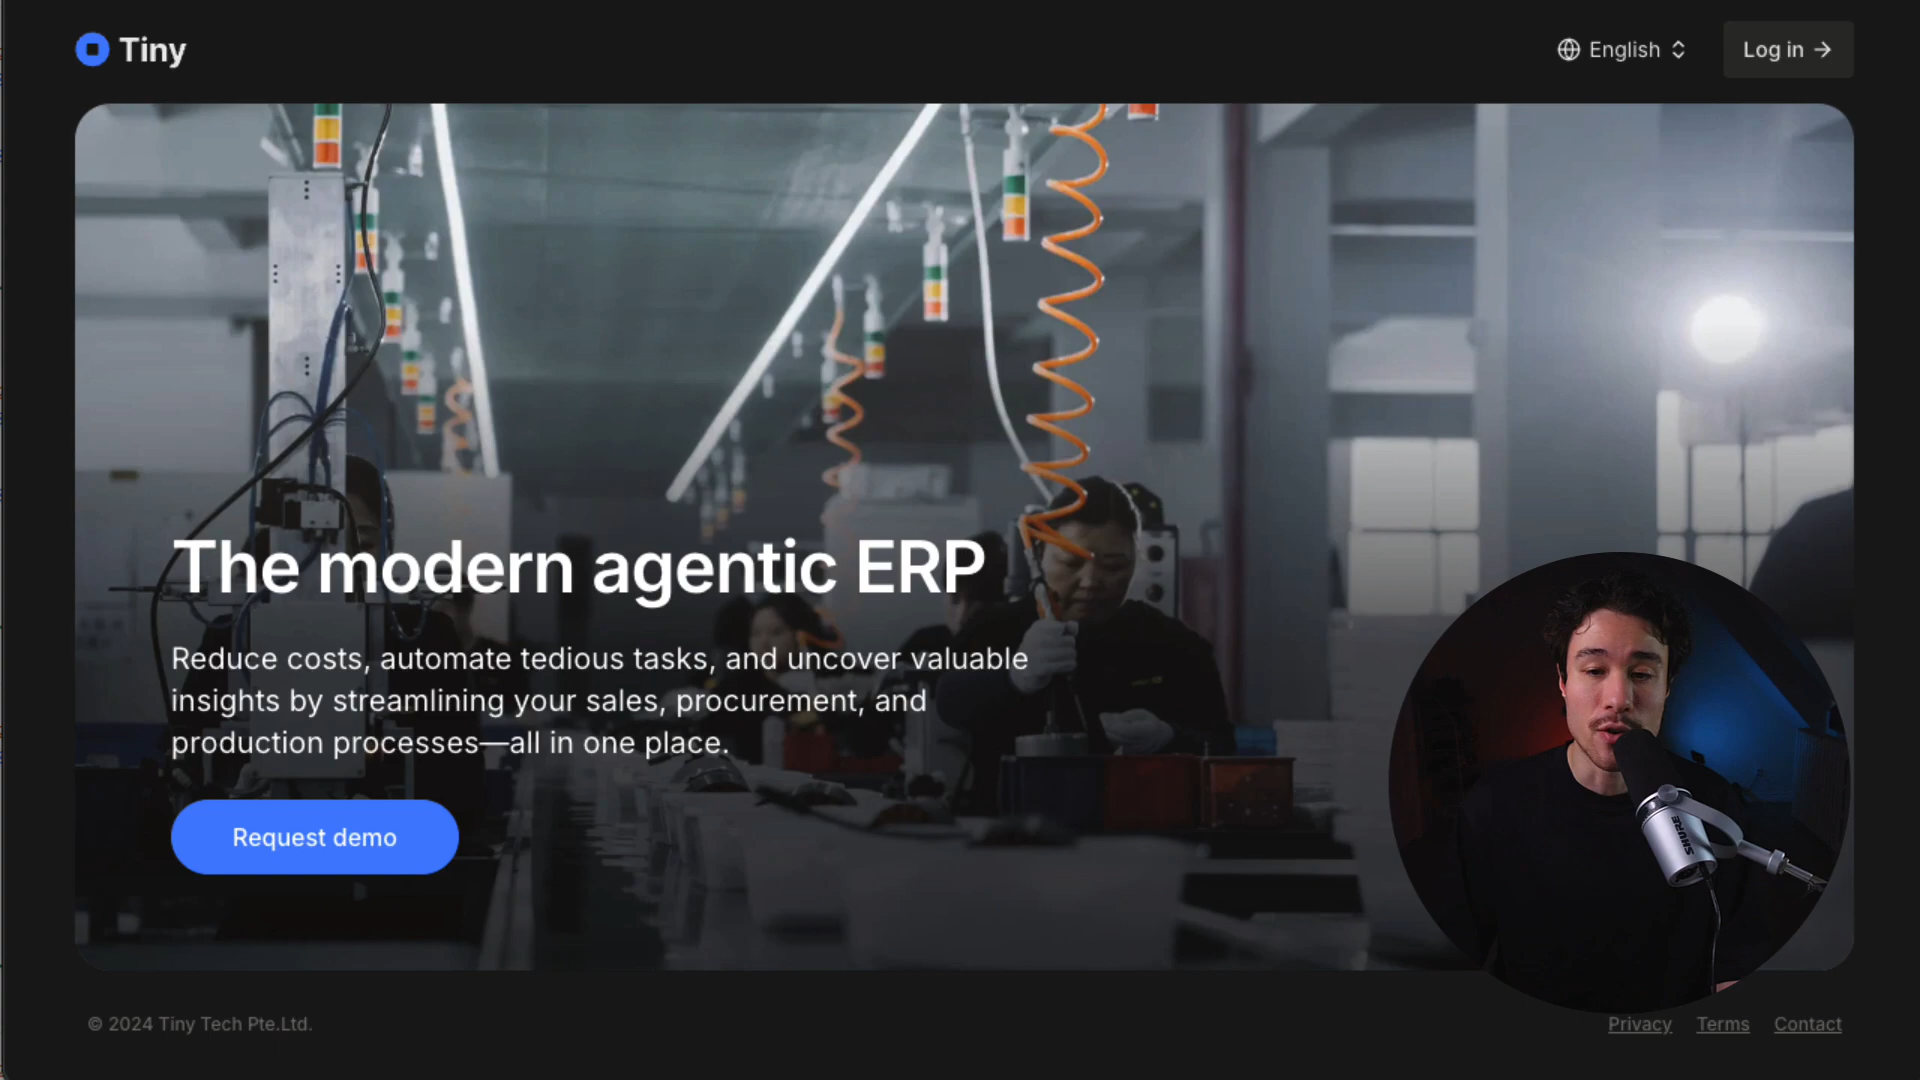 Tiny
English
Log in →
The modern agentic ERP
Reduce costs, automate tedious tasks, and uncover valuable
insights by streamlining your sales, procurement, and
production processes—all in one place.
Request demo
SHURE
© 2024 Tiny Tech Pte.Ltd.
Privacy Terms Contact